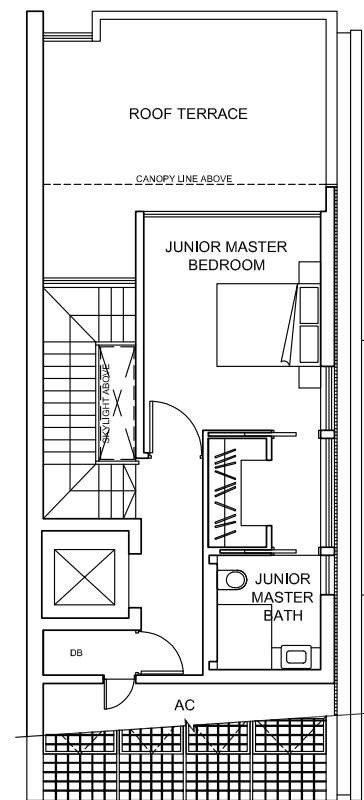 ROOF TERRACE
CANOPY LINE ABOVE
JUNIOR MASTER
BEDROOM
SKYLIGHT ABOVE
JUNIOR
MASTER
BATH
DB
AC